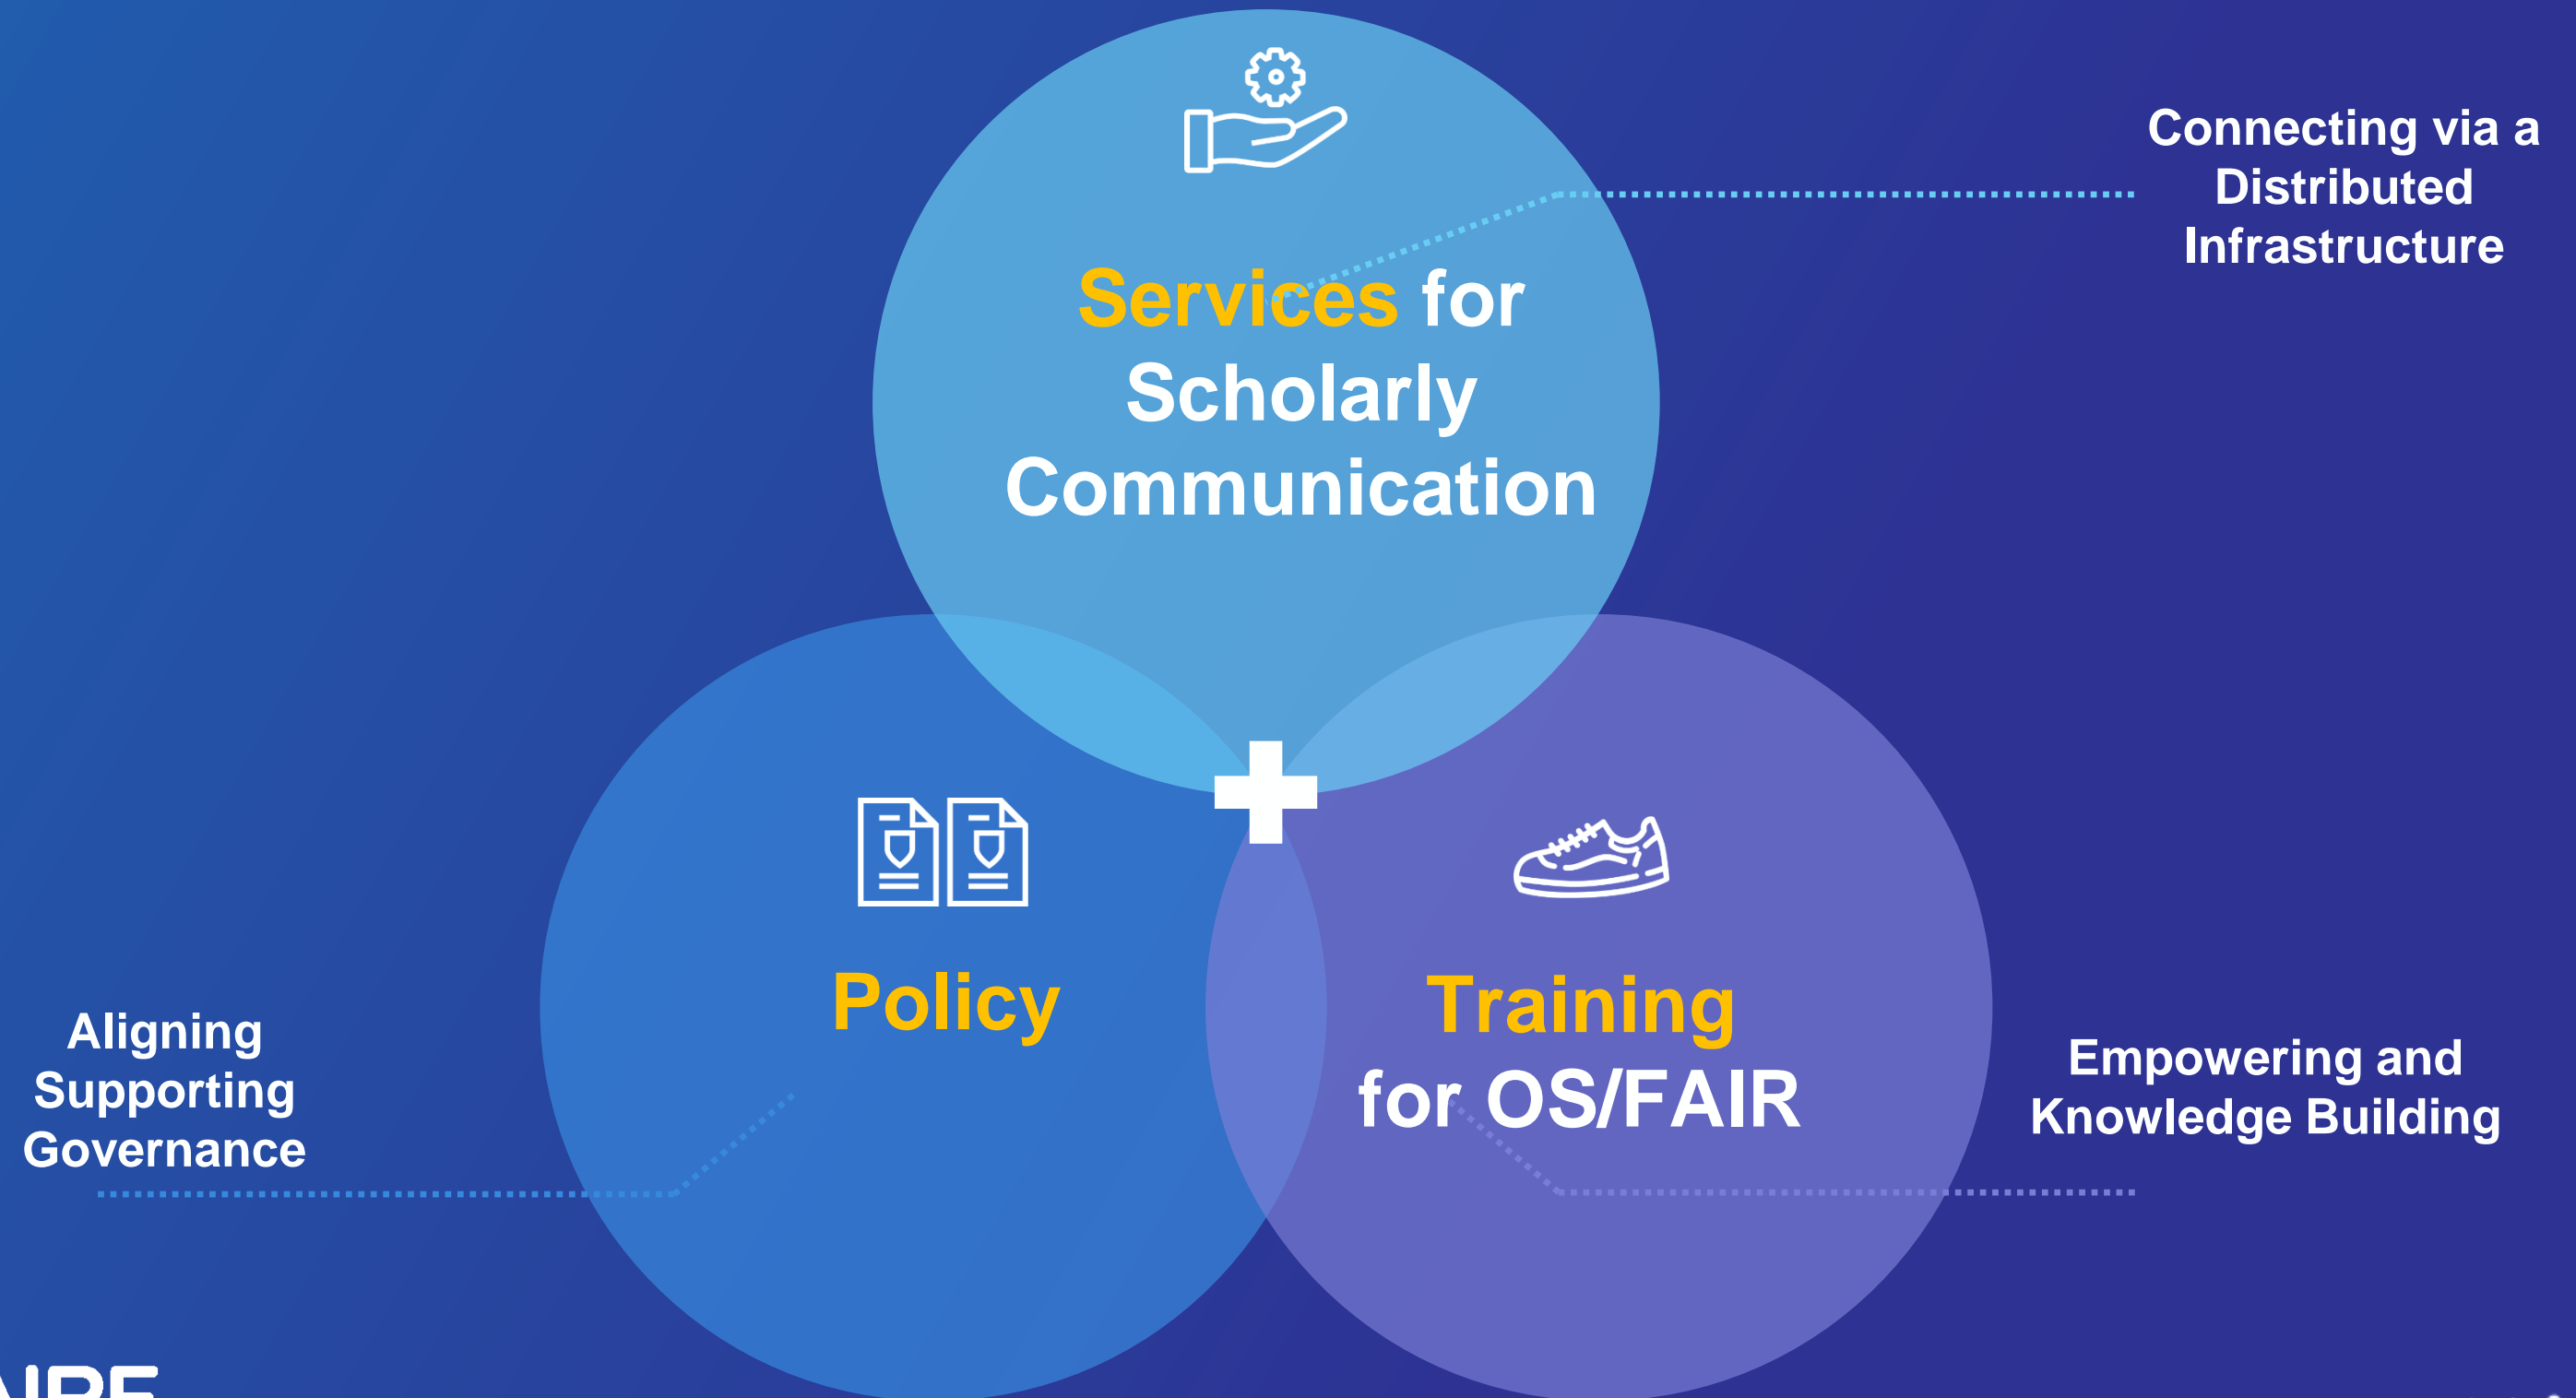 Connecting via a
Distributed
Infrastructure
Services for
Scholarly
Communication
Policy
Training
for OS/FAIR
Aligning
Supporting
Governance
Empowering and
Knowledge Building